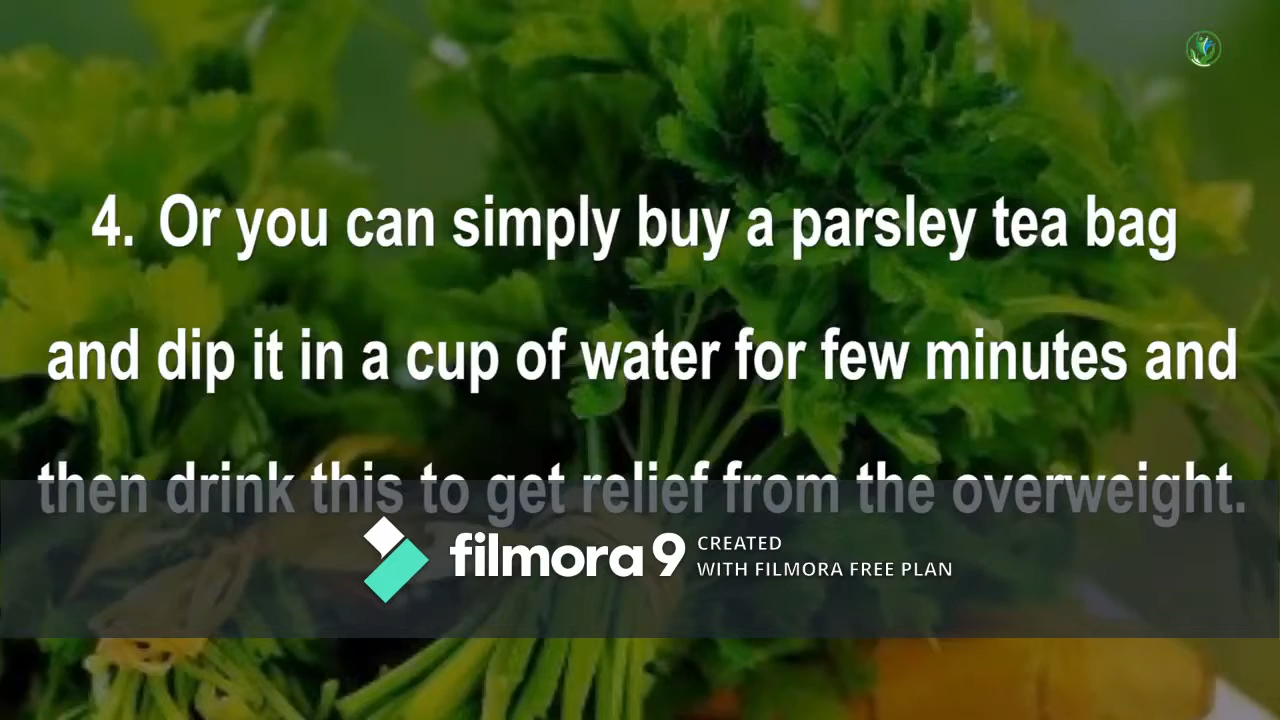 4. Or you can simply buy a parsley tea bag
and dip it in a cup of water for few minutes and
then drink this to get relief from the overweight.
filmora 9 CREATED
WITH FILMORA FREE PLAN